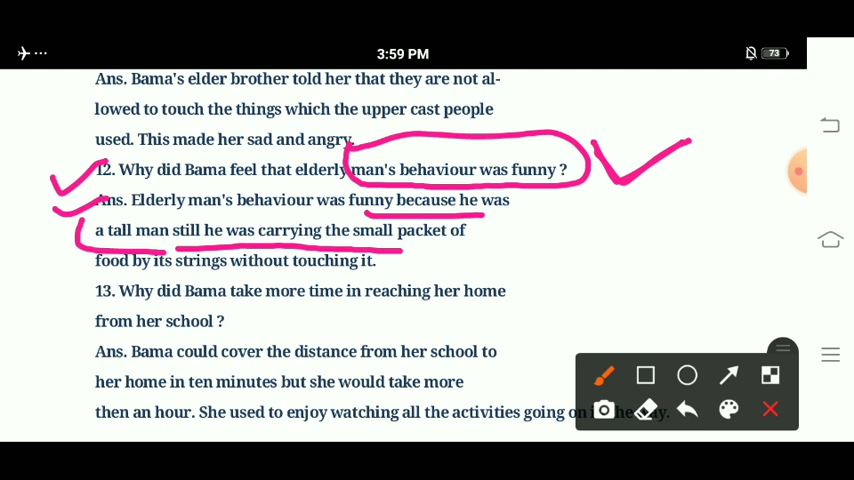 3:59 PM
73
Ans. Bama's elder brother told her that they are not al-
lowed to touch the things which the upper cast people
used. This made her sad and angry.
12. Why did Bama feel that elderly man's behaviour was funny ?
Ans. Elderly man's behaviour was funny because he was
a tall man still he was carrying the small packet of
food by its strings without touching it.
13. Why did Bama take more time in reaching her home
from her school ?
Ans. Bama could cover the distance from her school to
her home in ten minutes but she would take more
then an hour. She used to enjoy watching all the activities going on